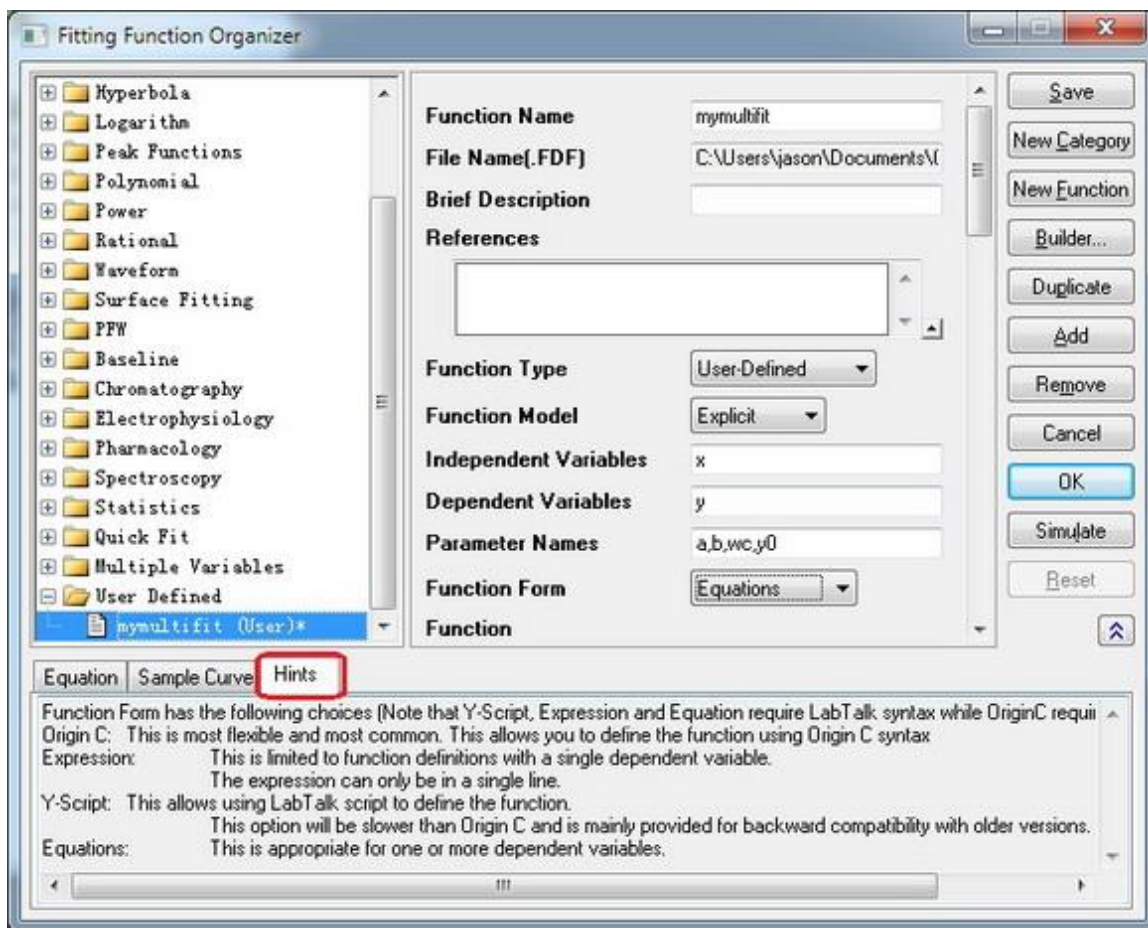 Fitting Function Organizer
Hyperbola
Logarithm
Peak Functions
Polynomial
Power
Rational
Waveform
Surface Fitting
PFW
Baseline
Chromatography
Electrophysiology
Pharmacology
Spectroscopy
Statistics
Quick Fit
Multiple Variables
User Defined
mymultifit (User)*
Function Name mymultifit
File Name(.FDF) C:\Users\jason\Documents\(
Brief Description
References
Function Type User-Defined
Function Model Explicit
Independent Variables x
Dependent Variables y
Parameter Names a,b,wc,y0
Function Form Equations
Function
Save
New Category
New Function
Builder...
Duplicate
Add
Remove
Cancel
OK
Simulate
Reset
Equation Sample Curve Hints
Function Form has the following choices (Note that Y-Script, Expression and Equation require LabTalk syntax while OriginC requi
Origin C: This is most flexible and most common. This allows you to define the function using Origin C syntax
Expression: This is limited to function definitions with a single dependent variable.
The expression can only be in a single line.
Y-Script: This allows using LabTalk script to define the function.
This option will be slower than Origin C and is mainly provided for backward compatibility with older versions.
Equations: This is appropriate for one or more dependent variables.